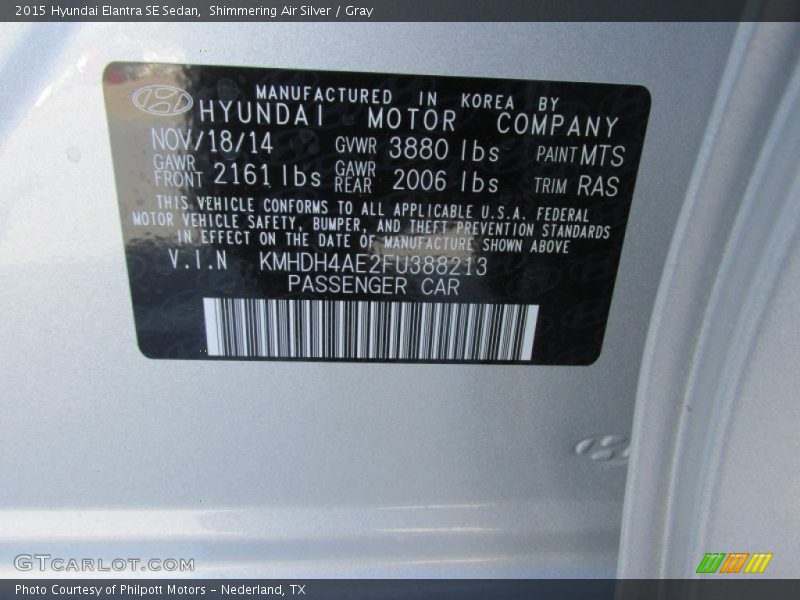 2015 Hyundai Elantra SE Sedan, Shimmering Air Silver / Gray
MANUFACTURED IN KOREA BY
HYUNDAI MOTOR COMPANY
NOV/18/14 GVWR 3880 lbs PAINT MTS
GAWR FRONT 2161 lbs GAWR REAR 2006 lbs TRIM RAS
THIS VEHICLE CONFORMS TO ALL APPLICABLE U.S.A. FEDERAL
MOTOR VEHICLE SAFETY, BUMPER, AND THEFT PREVENTION STANDARDS
IN EFFECT ON THE DATE OF MANUFACTURE SHOWN ABOVE
V.I.N KMHDH4AE2FU388213
PASSENGER CAR
GTCARLOT.COM
Photo Courtesy of Philpott Motors - Nederland, TX